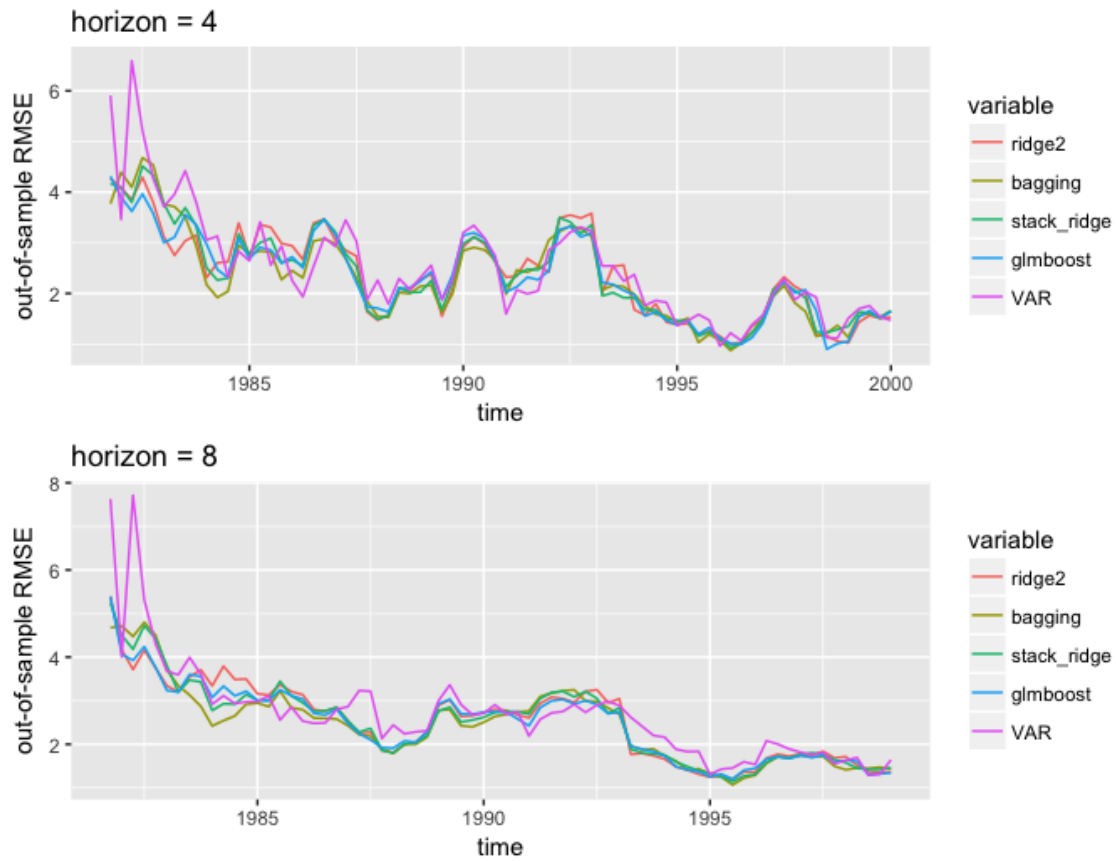 horizon = 4
out-of-sample RMSE
6
4
2
1985
1990
1995
2000
time
variable
ridge2
bagging
stack_ridge
glmboost
VAR
horizon = 8
out-of-sample RMSE
8
6
4
2
1985
1990
1995
time
variable
ridge2
bagging
stack_ridge
glmboost
VAR